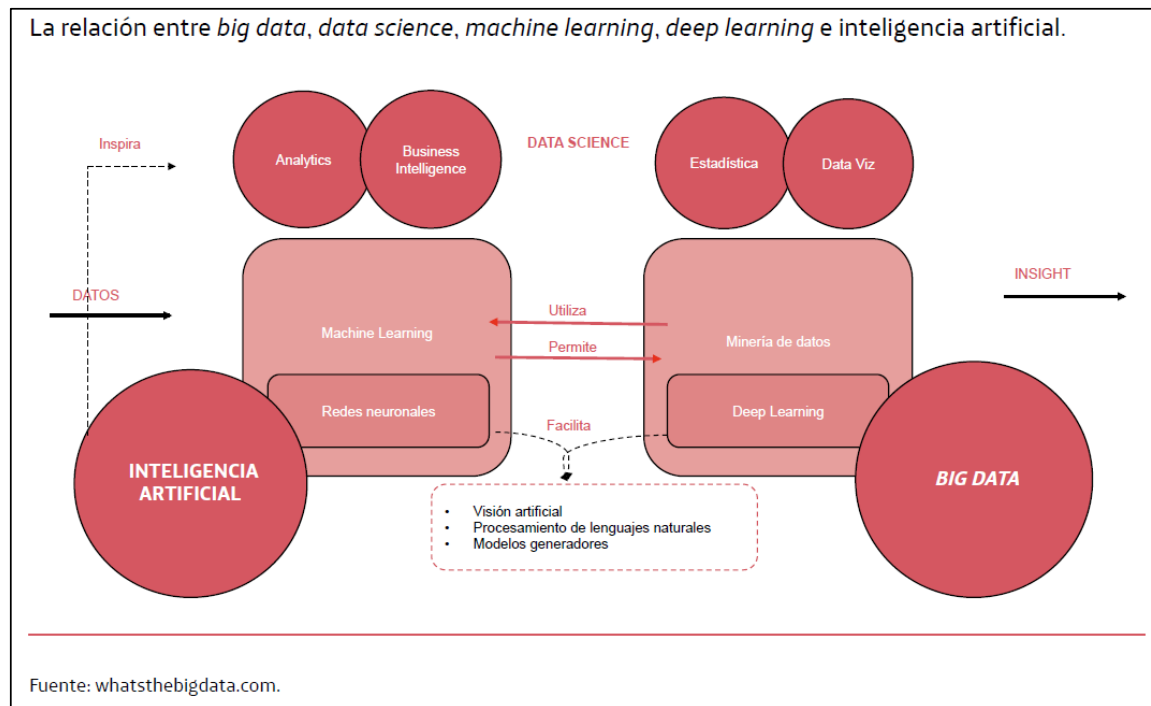 La relación entre big data, data science, machine learning, deep learning e inteligencia artificial.
Inspira
Analytics
Business
Intelligence
DATA SCIENCE
Estadística
Data Viz
DATOS
INSIGHT
Machine Learning
Utiliza
Permite
Minería de datos
Redes neuronales
Facilita
Deep Learning
INTELIGENCIA
ARTIFICIAL
BIG DATA
• Visión artificial
• Procesamiento de lenguajes naturales
• Modelos generadores
Fuente: whatsthebigdata.com.